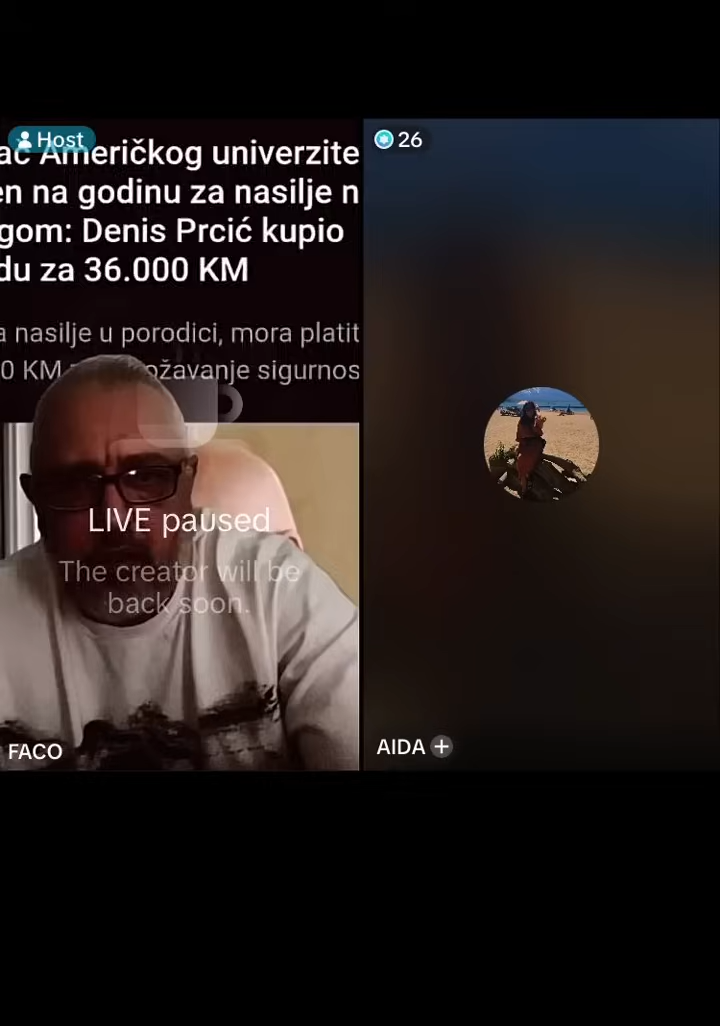 Host
ač Američkog univerzite
en na godinu za nasilje n
gom: Denis Prcić kupio
du za 36.000 KM
a nasilje u porodici, mora platit
0 KM ožavanje sigurnos
LIVE paused
The creator will be
back soon.
FACO
26
AIDA